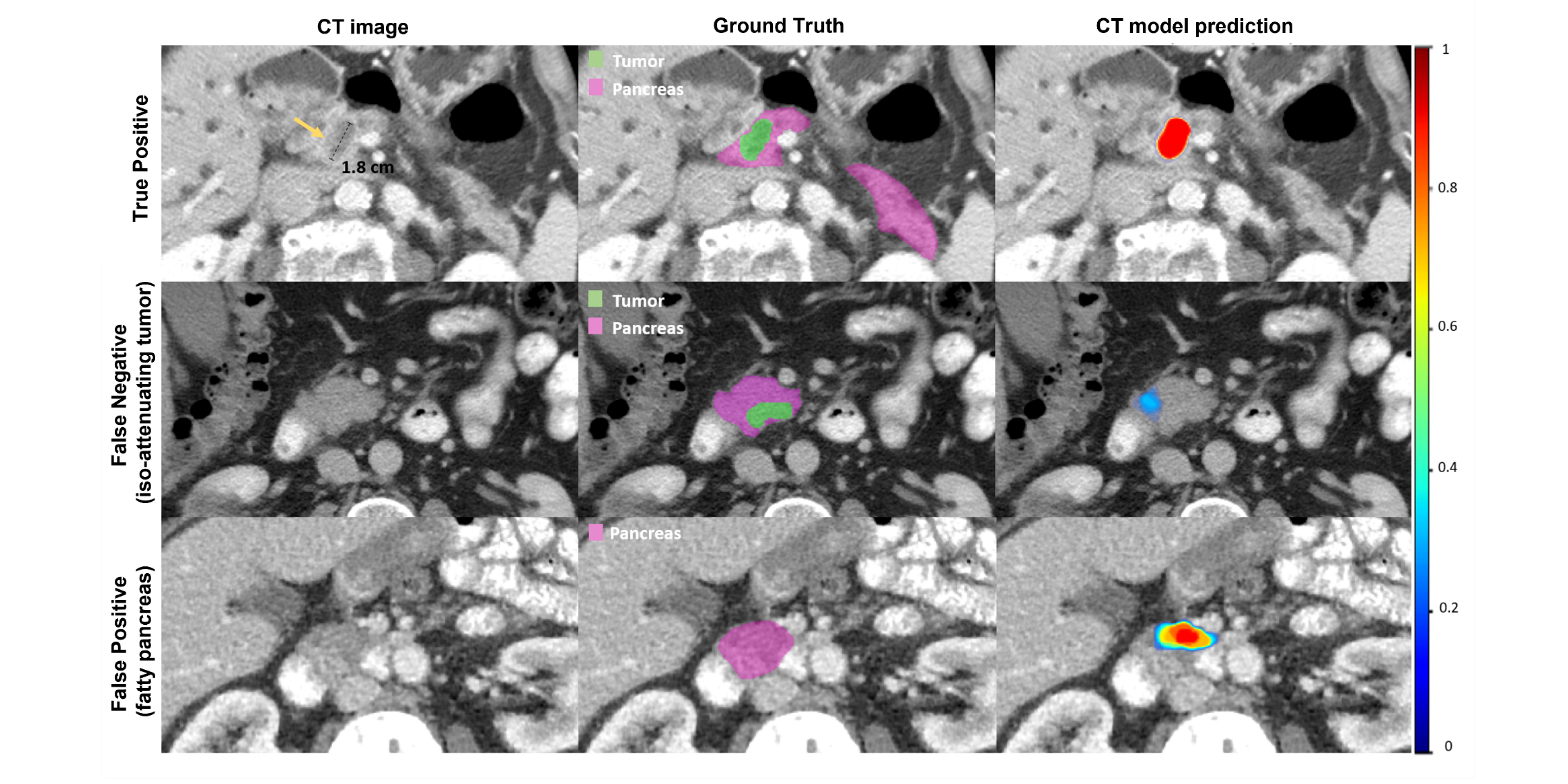 CT image
Ground Truth
CT model prediction
True Positive
1.8 cm
Tumor
Pancreas
False Negative
(iso-attenuating tumor)
Tumor
Pancreas
False Positive
(fatty pancreas)
Pancreas
1
0.8
0.6
0.4
0.2
0